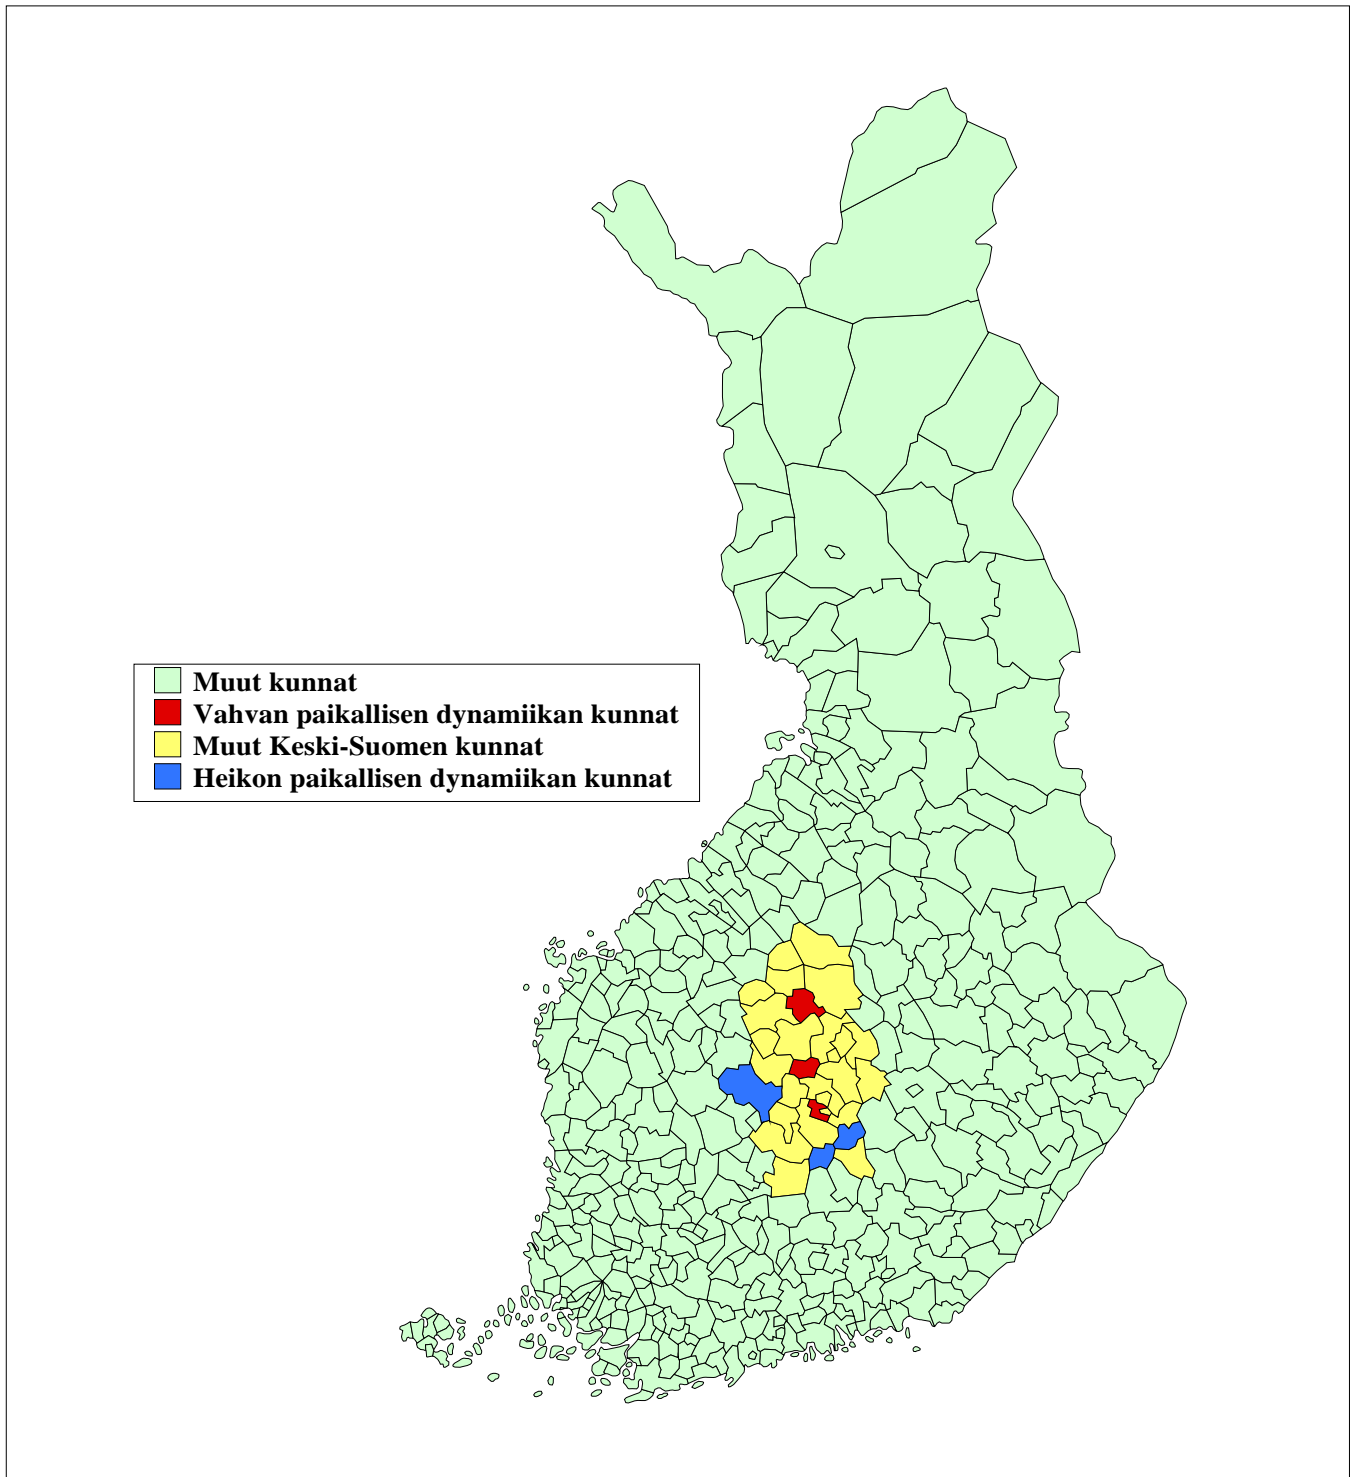 Muut kunnat
Vahvan paikallisen dynamiikan kunnat
Muut Keski-Suomen kunnat
Heikon paikallisen dynamiikan kunnat